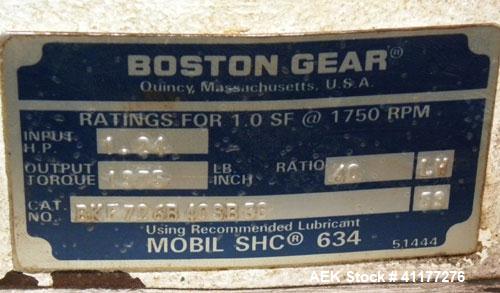 BOSTON GEAR®
Quincy, Massachusetts, U.S.A.
RATINGS FOR 1.0 SF @ 1750 RPM
INPUT H.P.
OUTPUT TORQUE LB. INCH RATIO LV
CAT. NO.
Using Recommended Lubricant
MOBIL SHC® 634 51444
AEK Stock # 41177276